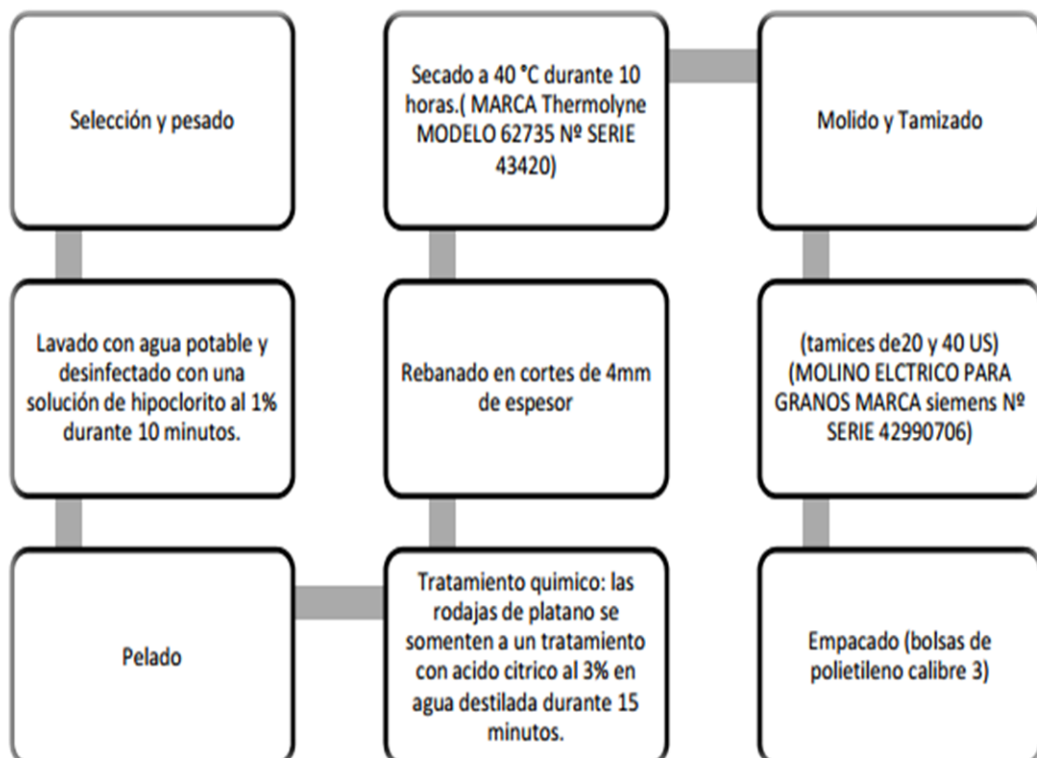 Selección y pesado
Lavado con agua potable y
desinfectado con una
solución de hipoclorito al 1%
durante 10 minutos.
Pelado
Tratamiento quimico: las
rodajas de platano se
somenten a un tratamiento
con acido citrico al 3% en
agua destilada durante 15
minutos.
Rebanado en cortes de 4mm
de espesor
Secado a 40 °C durante 10
horas.( MARCA Thermolyne
MODELO 62735 Nº SERIE
43420)
Molido y Tamizado
(tamices de20 y 40 US)
(MOLINO ELCTRICO PARA
GRANOS MARCA siemens Nº
SERIE 42990706)
Empacado (bolsas de
polietileno calibre 3)